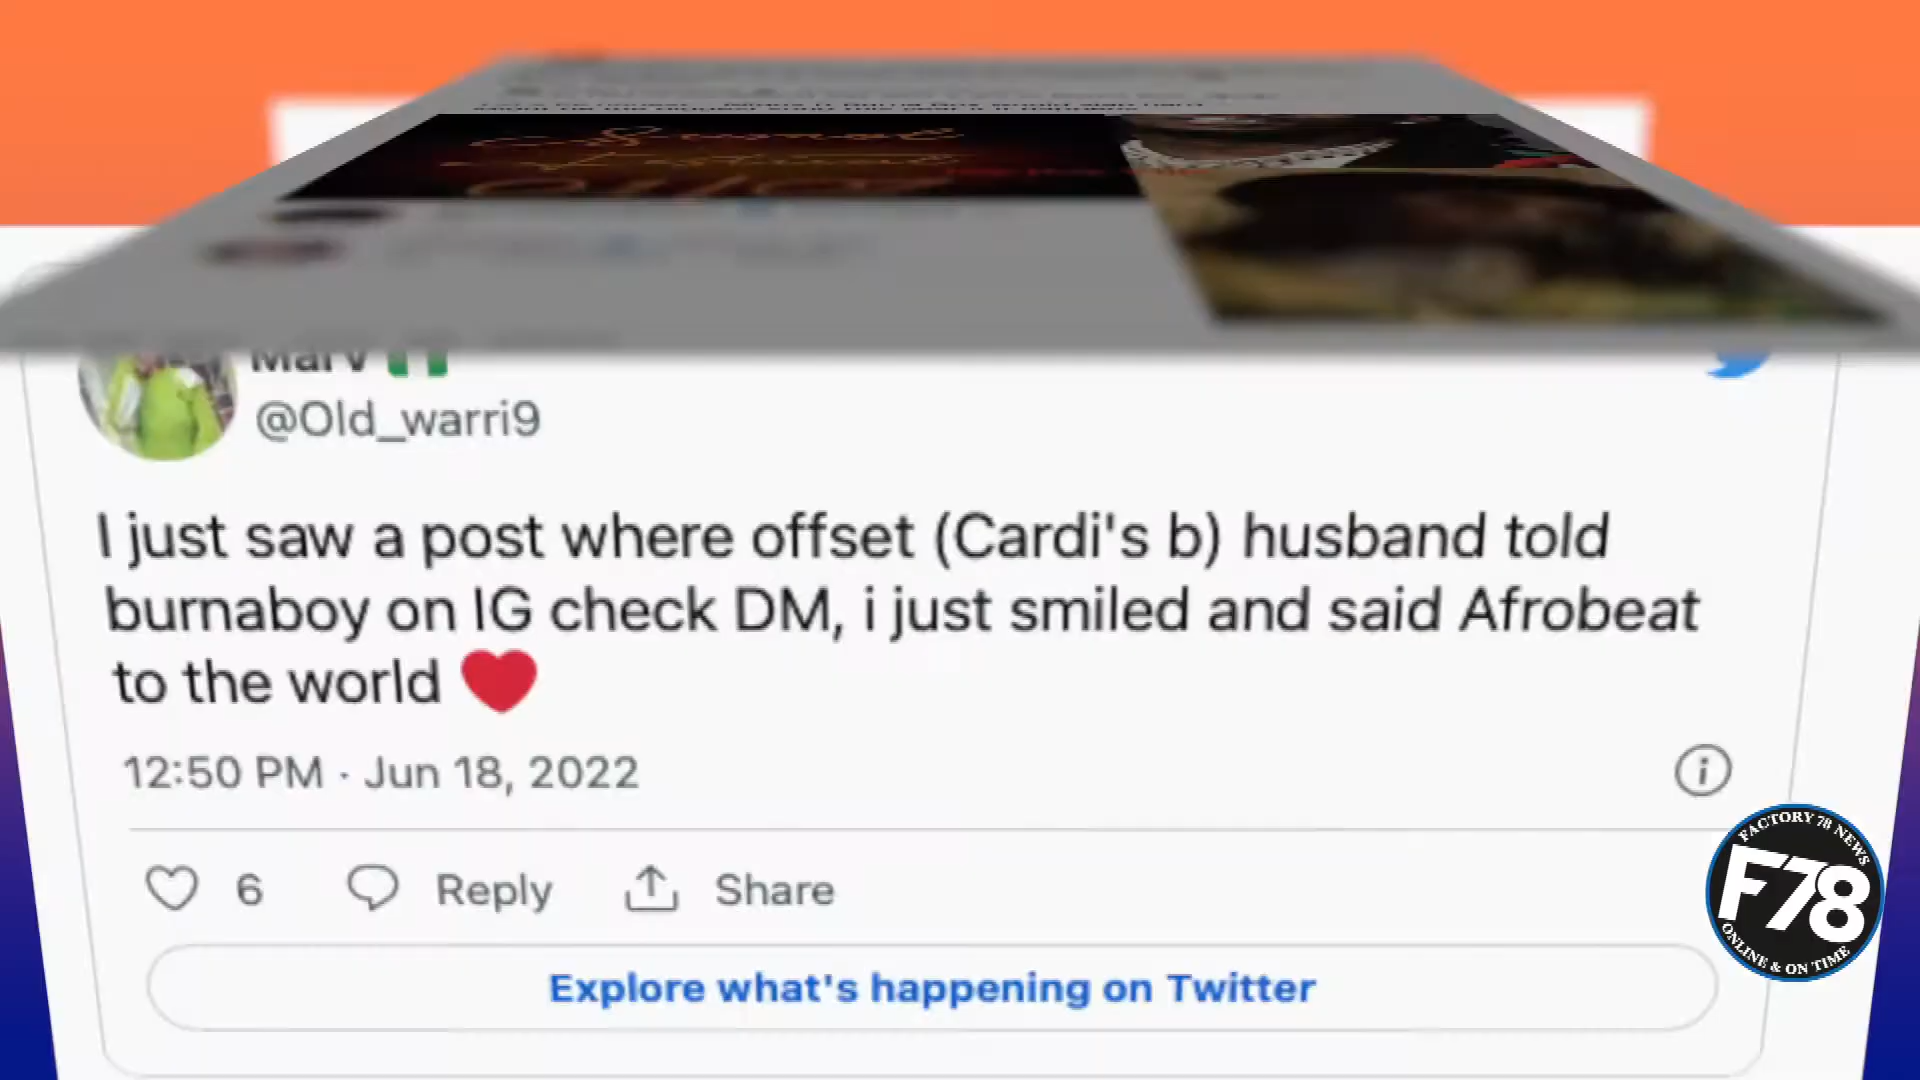 Marv
@Old_warri9
I just saw a post where offset (Cardi's b) husband told
burnaboy on IG check DM, i just smiled and said Afrobeat
to the world ❤️
12:50 PM · Jun 18, 2022
6 Reply Share
FACTORY 78 NEWS
F78
ONLINE & ON TIME
Explore what's happening on Twitter